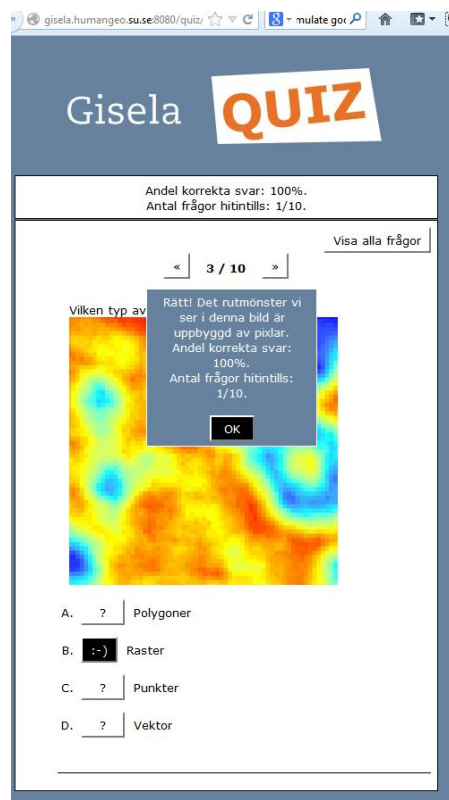 gisela.humangeo.su.se:8080/quiz/
mulate goc
Gisela
QUIZ
Andel korrekta svar: 100%.
Antal frågor hitintills: 1/10.
Visa alla frågor
« 3 / 10 »
Vilken typ av
Rätt! Det rutmönster vi
ser i denna bild är
uppbyggd av pixlar.
Andel korrekta svar:
100%.
Antal frågor hitintills:
1/10.
OK
A. ? Polygoner
B. :-) Raster
C. ? Punkter
D. ? Vektor